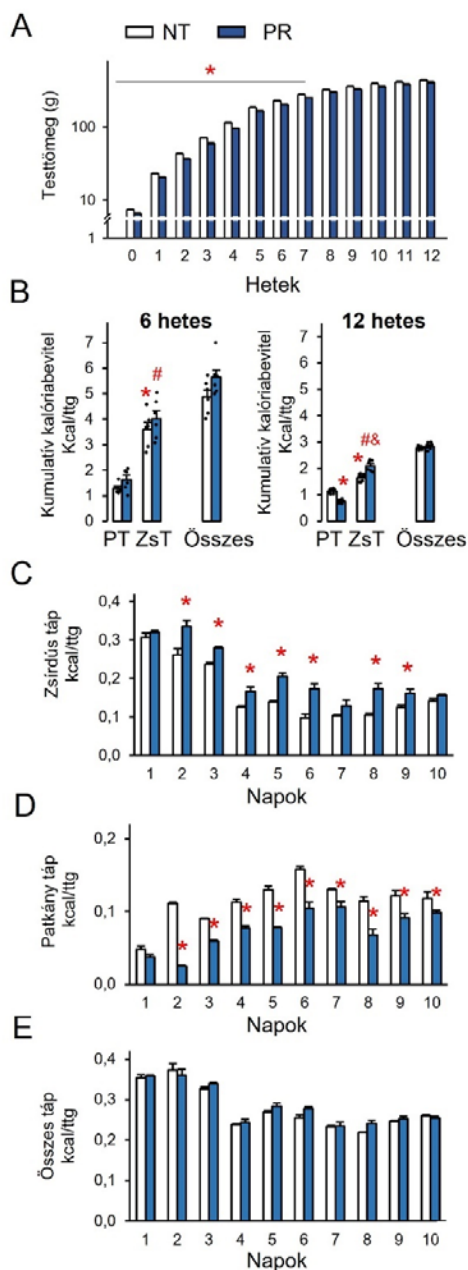 A
NT PR
*
Testtömeg (g)
100
10
1
0 1 2 3 4 5 6 7 8 9 10 11 12
Hetek
B
6 hetes
Kumulatív kalóriabevitel
Kcal/ttg
7
6
5
4
3
2
1
0
* #
PT ZsT Összes
12 hetes
Kumulatív kalóriabevitel
Kcal/ttg
7
6
5
4
3
2
1
0
* * #&
PT ZsT Összes
C
Zsírdús táp
kcal/ttg
0,4
0,3
0,2
0,1
0,0
* * * * * * *
1 2 3 4 5 6 7 8 9 10
Napok
D
Patkány táp
kcal/ttg
0,2
0,1
0,0
* * * * * * * * *
1 2 3 4 5 6 7 8 9 10
Napok
E
Összes táp
kcal/ttg
0,4
0,3
0,2
0,1
0,0
1 2 3 4 5 6 7 8 9 10
Napok